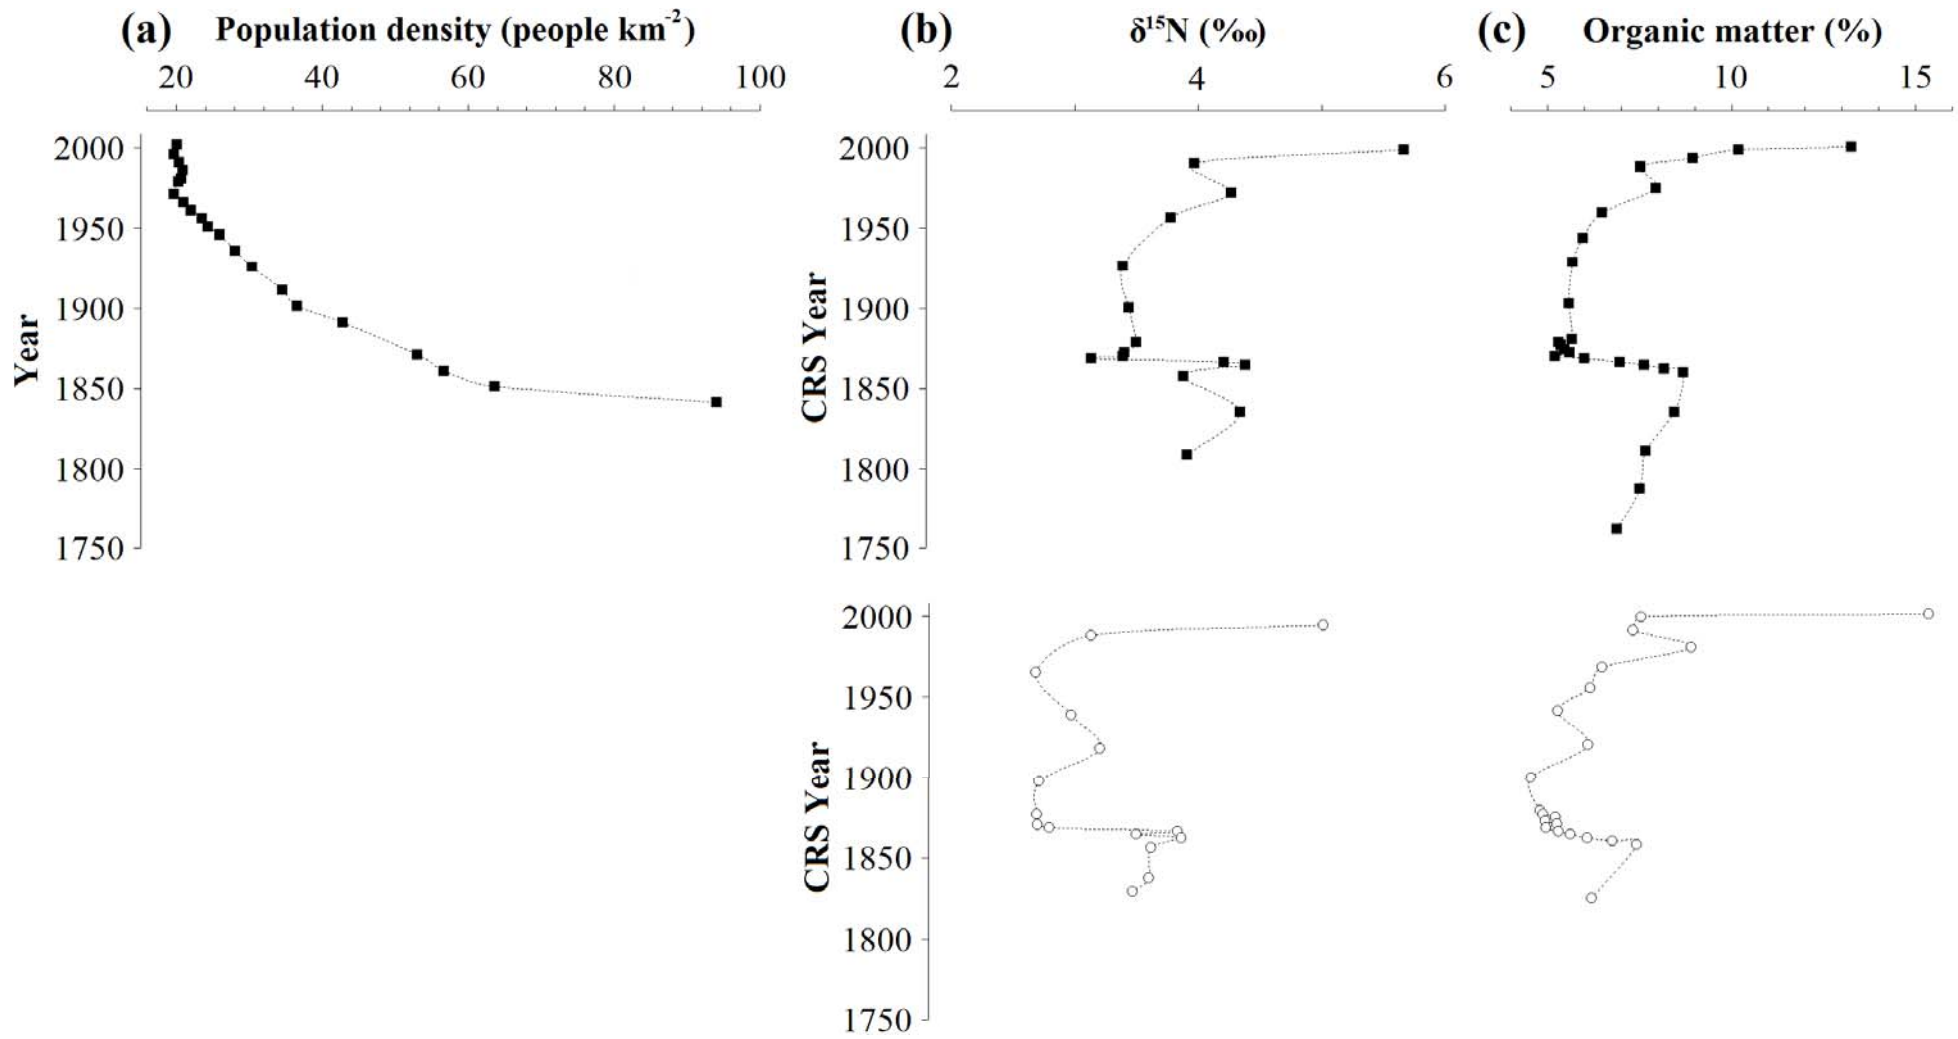 (a) Population density (people km⁻²)
20 40 60 80 100
2000
1950
1900
1850
1800
1750
Year
(b) δ¹⁵N (‰)
2 4 6
2000
1950
1900
1850
1800
1750
CRS Year
(c) Organic matter (%)
5 10 15
2000
1950
1900
1850
1800
1750
CRS Year